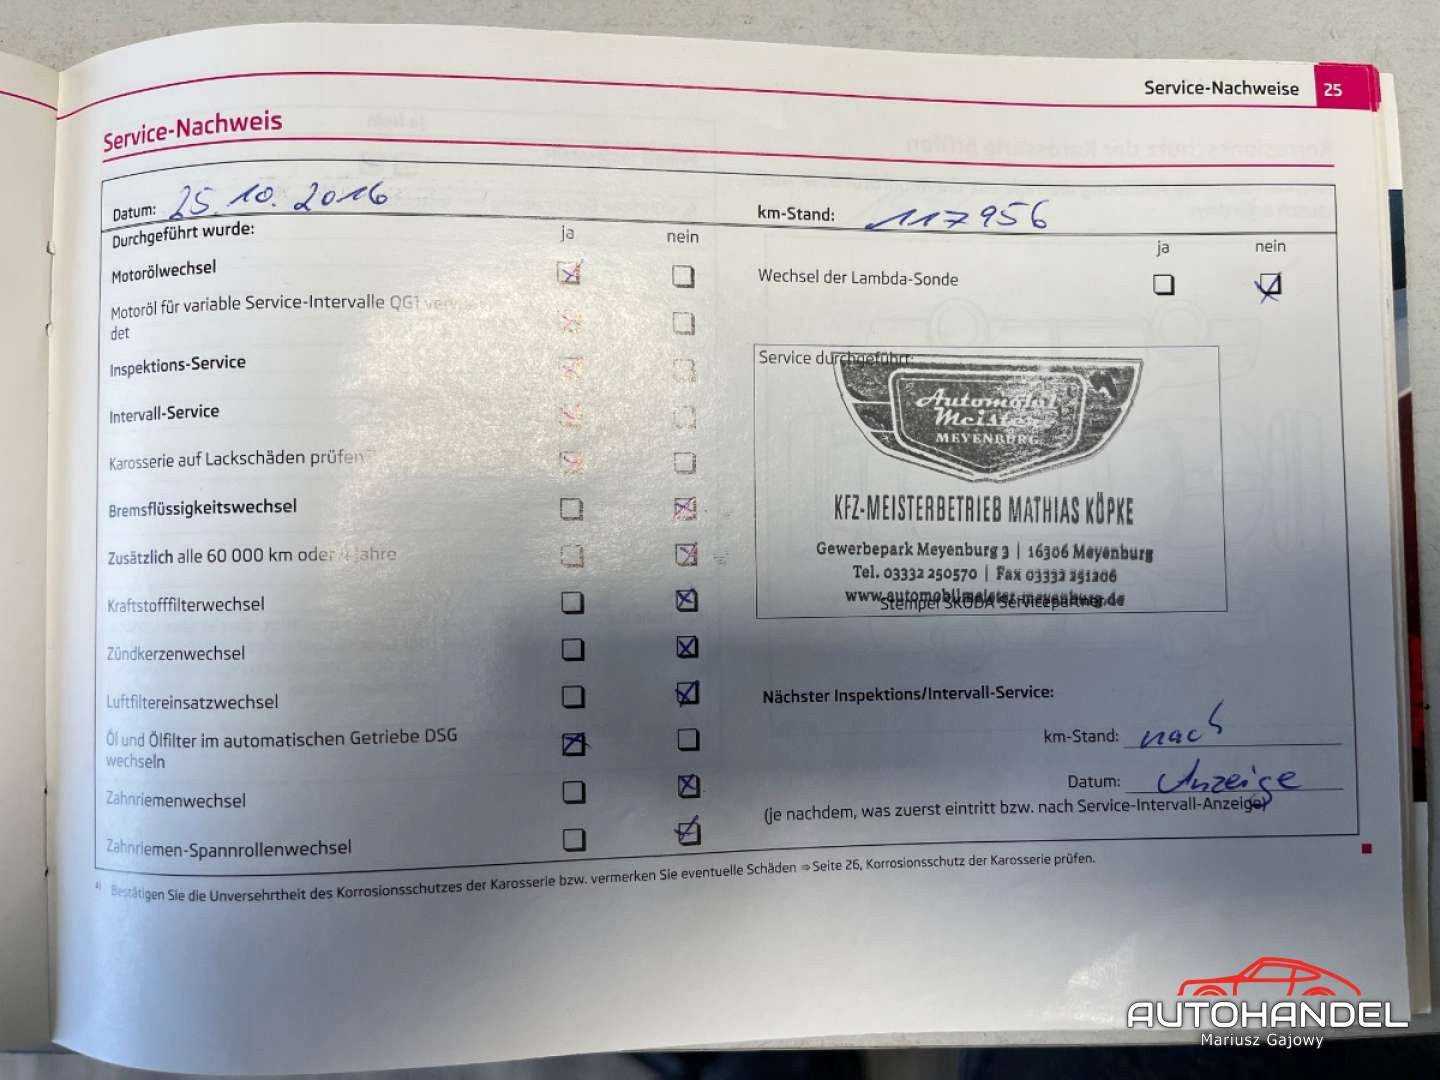 Service-Nachweise 25
Service-Nachweis
Datum: 25.10.2016
km-Stand: 117956
Durchgeführt wurde:
ja nein
Motorölwechsel
Motoröl für variable Service-Intervalle QG1
det
Inspektions-Service
Intervall-Service
Karosserie auf Lackschäden prüfen
Bremsflüssigkeitswechsel
Zusätzlich alle 60 000 km oder 4 Jahre
Kraftstofffilterwechsel
Zündkerzenwechsel
Luftfiltereinsatzwechsel
Öl und Ölfilter im automatischen Getriebe DSG
wechseln
Zahnriemenwechsel
Zahnriemen-Spannrollenwechsel
ja nein
Wechsel der Lambda-Sonde
Service durchgeführt:
Automobil
Meister
MEYENBURG
KFZ-MEISTERBETRIEB MATHIAS KÖPKE
Gewerbepark Meyenburg 3 | 16306 Meyenburg
Tel. 03332 250570 | Fax 03332 251206
www.automobilmeister-meyenburg.de
Stempel ŠKODA Servicepartner
Nächster Inspektions/Intervall-Service:
km-Stand: nach
Datum: Anzeige
(je nachdem, was zuerst eintritt bzw. nach Service-Intervall-Anzeige)
a) Bestätigen Sie die Unversehrtheit des Korrosionsschutzes der Karosserie bzw. vermerken Sie eventuelle Schäden ⇒ Seite 26, Korrosionsschutz der Karosserie prüfen.
AUTOHANDEL
Mariusz Gajowy